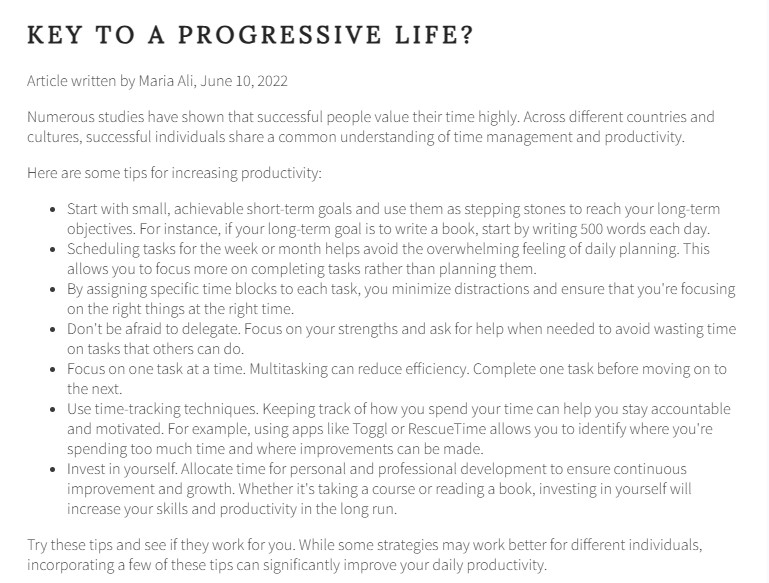 KEY TO A PROGRESSIVE LIFE?
Article written by Maria Ali, June 10, 2022
Numerous studies have shown that successful people value their time highly. Across different countries and
cultures, successful individuals share a common understanding of time management and productivity.
Here are some tips for increasing productivity:
• Start with small, achievable short-term goals and use them as stepping stones to reach your long-term
objectives. For instance, if your long-term goal is to write a book, start by writing 500 words each day.
• Scheduling tasks for the week or month helps avoid the overwhelming feeling of daily planning. This
allows you to focus more on completing tasks rather than planning them.
• By assigning specific time blocks to each task, you minimize distractions and ensure that you're focusing
on the right things at the right time.
• Don't be afraid to delegate. Focus on your strengths and ask for help when needed to avoid wasting time
on tasks that others can do.
• Focus on one task at a time. Multitasking can reduce efficiency. Complete one task before moving on to
the next.
• Use time-tracking techniques. Keeping track of how you spend your time can help you stay accountable
and motivated. For example, using apps like Toggl or RescueTime allows you to identify where you're
spending too much time and where improvements can be made.
• Invest in yourself. Allocate time for personal and professional development to ensure continuous
improvement and growth. Whether it's taking a course or reading a book, investing in yourself will
increase your skills and productivity in the long run.
Try these tips and see if they work for you. While some strategies may work better for different individuals,
incorporating a few of these tips can significantly improve your daily productivity.